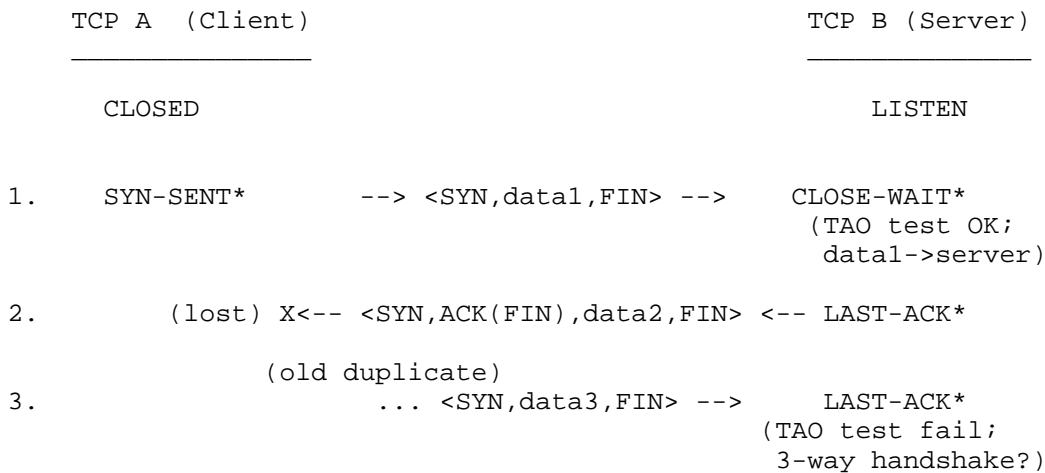 TCP A  (Client)                                TCP B (Server)
_______________                                ______________
CLOSED                                                LISTEN
1.     SYN-SENT*        --> <SYN,data1,FIN> -->    CLOSE-WAIT*
(TAO test OK;
data1->server)
2.         (lost) X<-- <SYN,ACK(FIN),data2,FIN> <-- LAST-ACK*
(old duplicate)
3.                      ... <SYN,data3,FIN> -->      LAST-ACK*
(TAO test fail;
3-way handshake?)